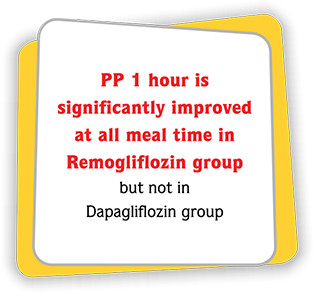 PP 1 hour is
significantly improved
at all meal time in
Remogliflozin group
but not in
Dapagliflozin group